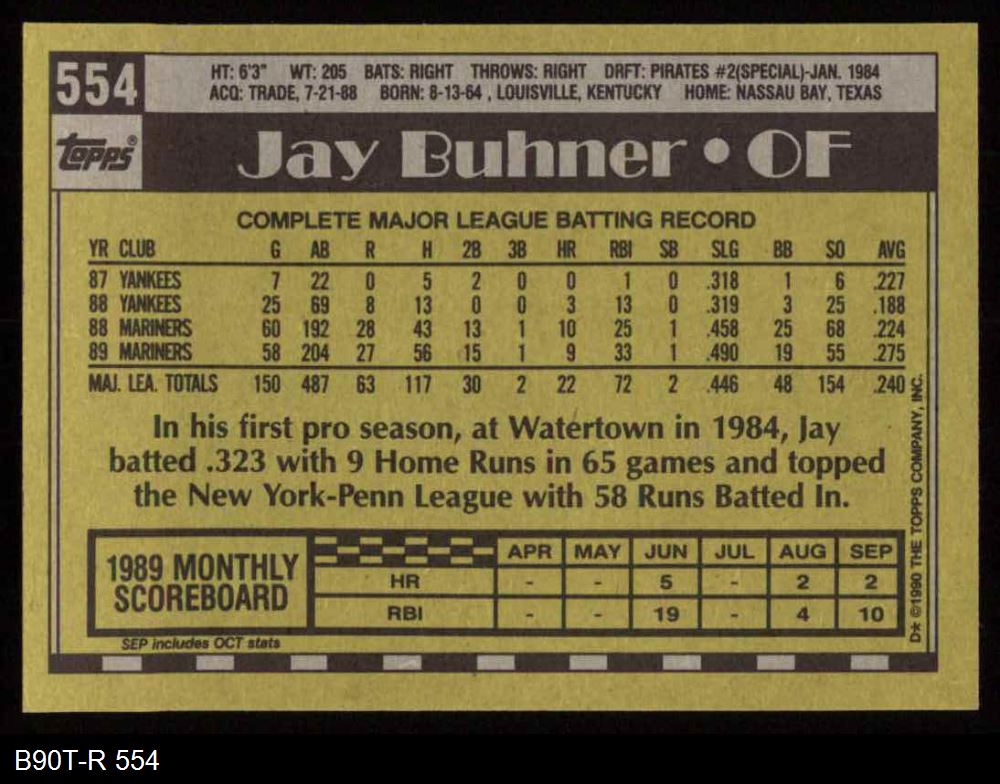 554
HT: 6'3" WT: 205 BATS: RIGHT THROWS: RIGHT DRFT: PIRATES #2(SPECIAL)-JAN. 1984
ACQ: TRADE, 7-21-88 BORN: 8-13-64 , LOUISVILLE, KENTUCKY HOME: NASSAU BAY, TEXAS
Topps®
Jay Buhner • OF
COMPLETE MAJOR LEAGUE BATTING RECORD
YR CLUB G AB R H 2B 3B HR RBI SB SLG BB SO AVG
87 YANKEES 7 22 0 5 2 0 0 1 0 .318 1 6 .227
88 YANKEES 25 69 8 13 0 0 3 13 0 .319 3 25 .188
88 MARINERS 60 192 28 43 13 1 10 25 1 .458 25 68 .224
89 MARINERS 58 204 27 56 15 1 9 33 1 .490 19 55 .275
MAJ. LEA. TOTALS 150 487 63 117 30 2 22 72 2 .446 48 154 .240
In his first pro season, at Watertown in 1984, Jay
batted .323 with 9 Home Runs in 65 games and topped
the New York-Penn League with 58 Runs Batted In.
1989 MONTHLY
SCOREBOARD
APR MAY JUN JUL AUG SEP
HR - - 5 - 2 2
RBI - - 19 - 4 10
SEP includes OCT stats
D* ©1990 THE TOPPS COMPANY, INC.
B90T-R 554